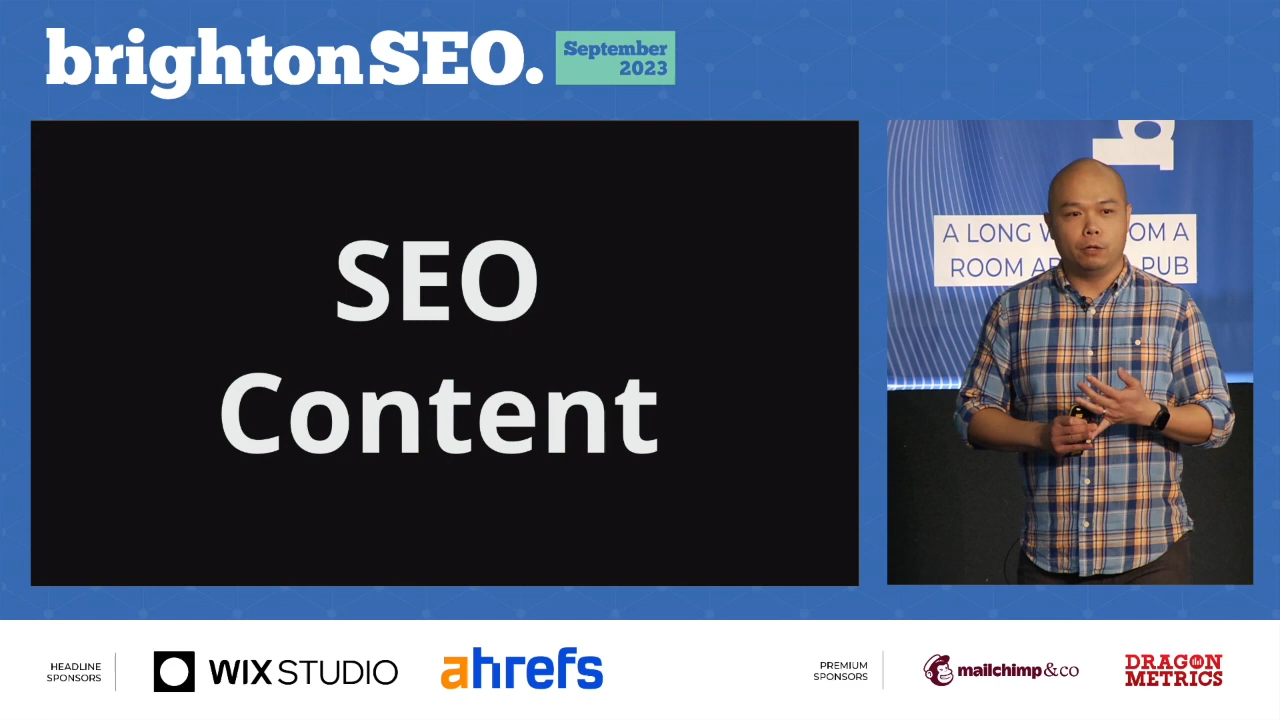 brightonSEO.
September
2023
SEO
Content
b
A LONG W OM A
ROOM AB PUB
HEADLINE
SPONSORS
WIX STUDIO
ahrefs
PREMIUM
SPONSORS
mailchimp&co
DRAGON
METRICS